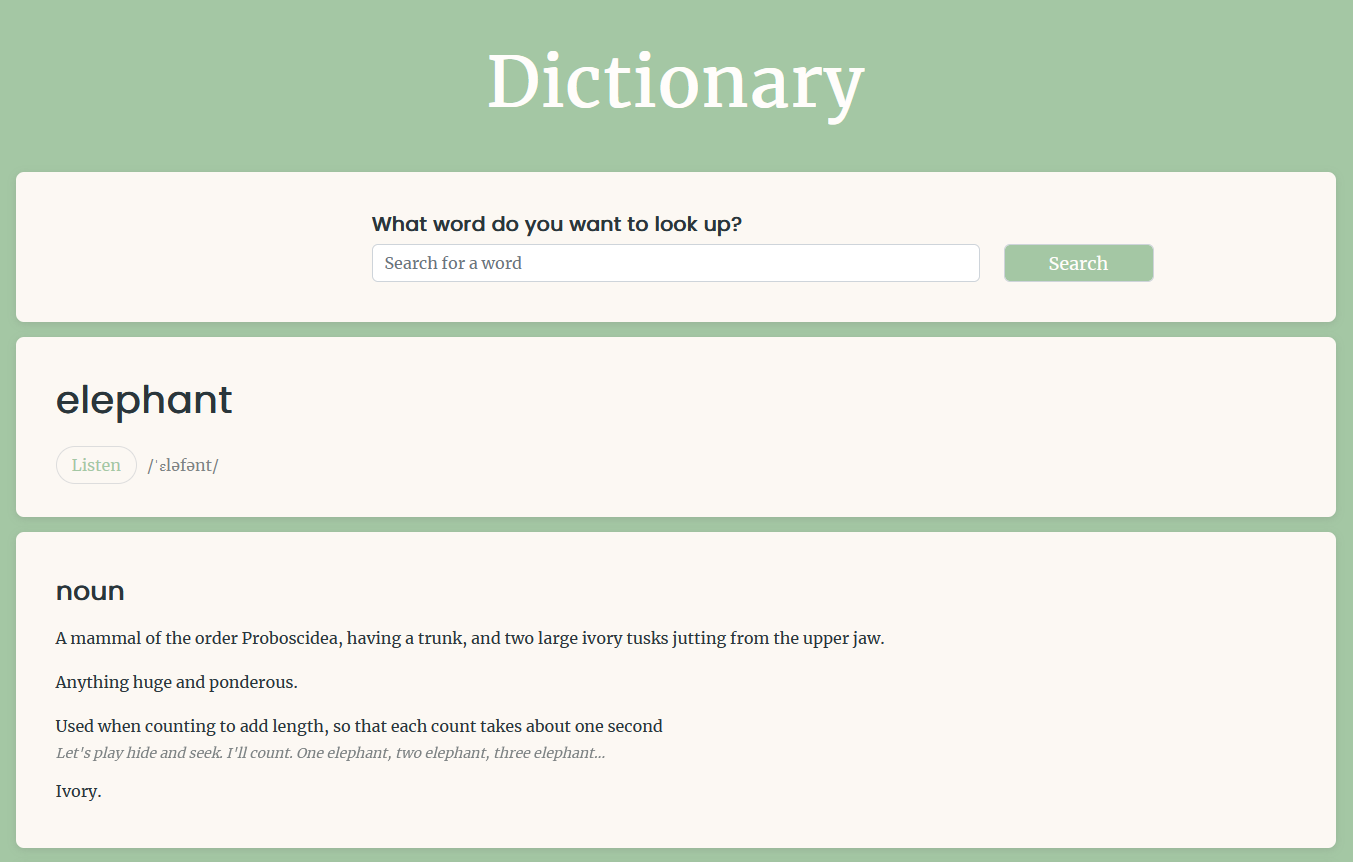 Dictionary
What word do you want to look up?
Search for a word
Search
elephant
Listen /ˈɛləfənt/
noun
A mammal of the order Proboscidea, having a trunk, and two large ivory tusks jutting from the upper jaw.
Anything huge and ponderous.
Used when counting to add length, so that each count takes about one second
Let's play hide and seek. I'll count. One elephant, two elephant, three elephant...
Ivory.